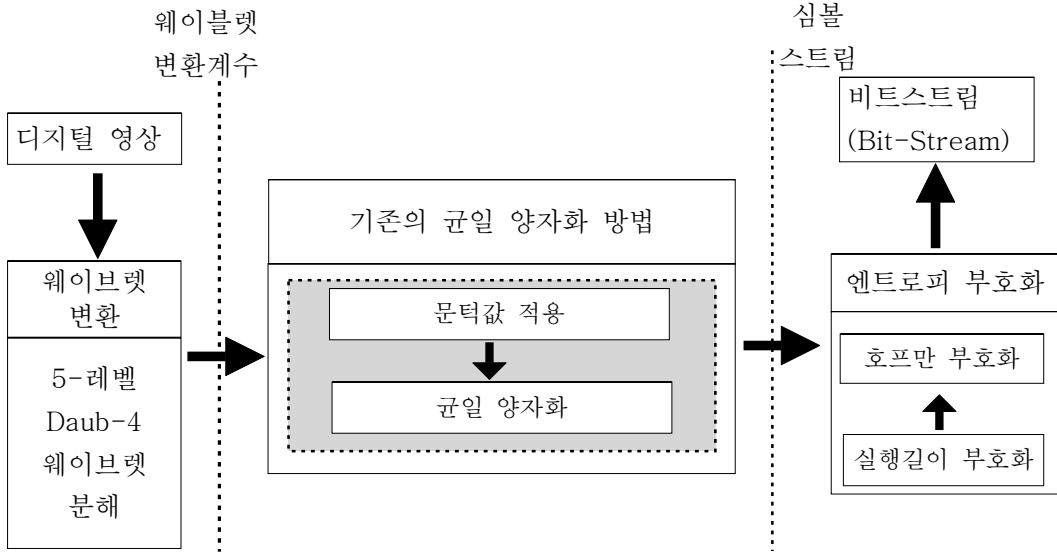 웨이블렛
변환계수
심볼
스트림
디지털 영상
웨이브렛
변환
5-레벨
Daub-4
웨이브렛
분해
기존의 균일 양자화 방법
문턱값 적용
균일 양자화
비트스트림
(Bit-Stream)
엔트로피 부호화
호프만 부호화
실행길이 부호화